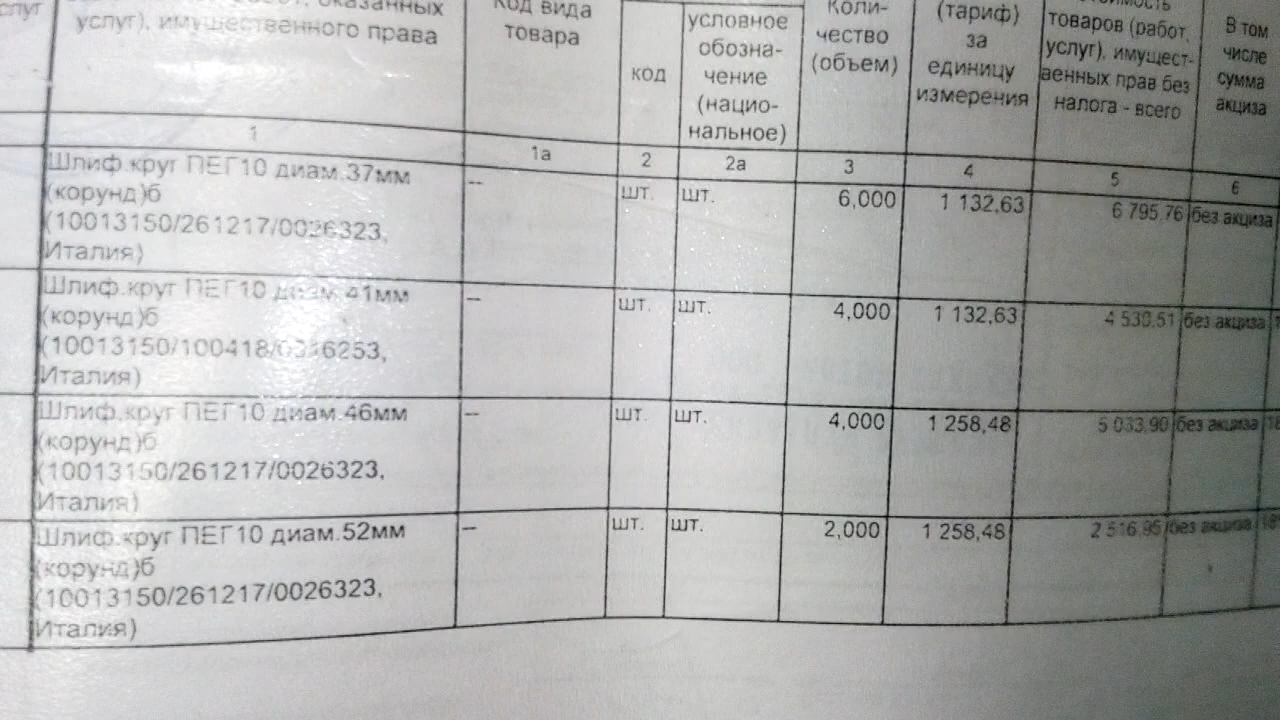 услуг), имущественного права
Код вида
товара
код
условное
обозна-
чение
(нацио-
нальное)
Коли-
чество
(объем)
(тариф)
за
единицу
измерения
товаров (работ,
услуг), имущест-
венных прав без
налога - всего
В том
числе
сумма
акциза
1 1а 2 2а 3 4 5 6
Шлиф.круг ПЕГ10 диам.37мм -- шт. шт. 6,000 1 132,63 6 795,76 без акциза
(корунд)б
(10013150/261217/0026323,
Италия)
Шлиф.круг ПЕГ10 диам.41мм -- шт. шт. 4,000 1 132,63 4 530,51 без акциза
(корунд)б
Италия)
Шлиф.круг ПЕГ10 диам.46мм -- шт. шт. 4,000 1 258,48 5 033,90 без акциза 18
(корунд)б
(10013150/261217/0026323,
Италия)
Шлиф.круг ПЕГ10 диам.52мм -- шт. шт. 2,000 1 258,48 2 516,95 без акциза 18
(корунд)б
(10013150/261217/0026323,
Италия)